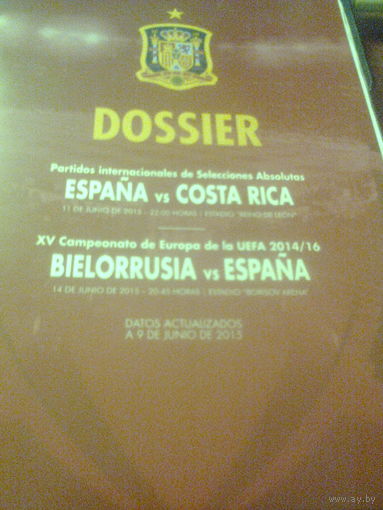 DOSSIER
Partidos internacionales de Selecciones Absolutas
ESPAÑA vs COSTA RICA
11 DE JUNIO DE 2015 - 22:00 HORAS | ESTADIO "REINO DE LEÓN"
XV Campeonato de Europa de la UEFA 2014/16
BIELORRUSIA vs ESPAÑA
14 DE JUNIO DE 2015 - 20:45 HORAS | ESTADIO "BORISOV ARENA"
DATOS ACTUALIZADOS
A 9 DE JUNIO DE 2015
www.ay.by